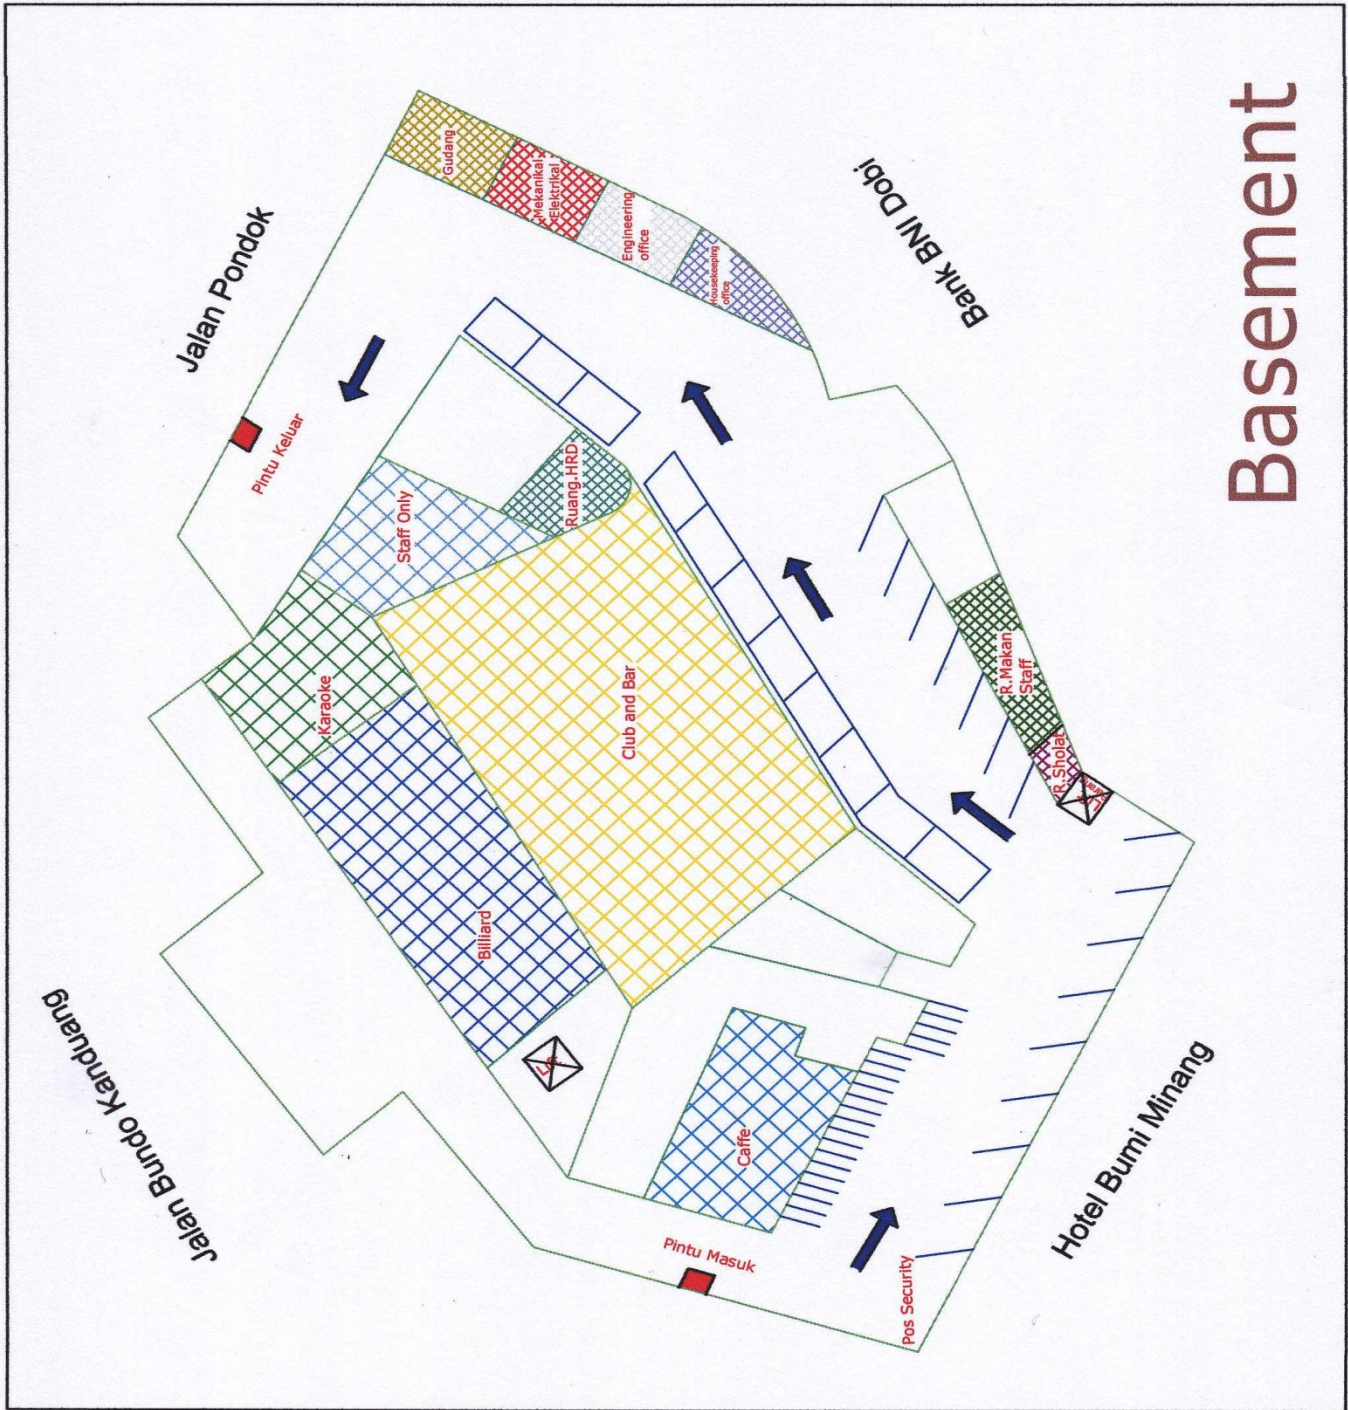 Basement
Bank BNI Dobi
Jalan Pondok
Gudang
Mekanikal
Elektrikal
Engineering
office
Housekeeping
office
Pintu Keluar
Staff Only
Ruang.HRD
Karaoke
Club and Bar
R.Makan
Staff
R.Sholat
Billiard
Caffe
Pintu Masuk
Pos Security
Jalan Bundo Kanduang
Hotel Bumi Minang